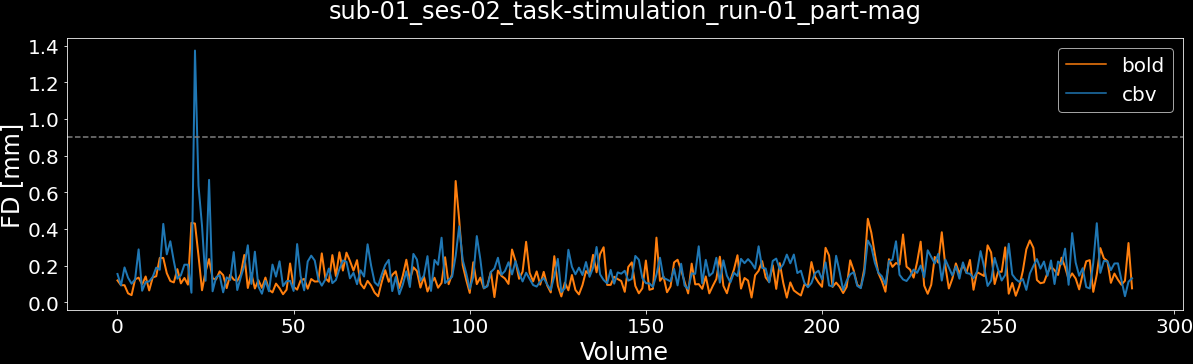 sub-01_ses-02_task-stimulation_run-01_part-mag
FD [mm]
1.4
1.2
1.0
0.8
0.6
0.4
0.2
0.0
bold
cbv
0 50 100 150 200 250 300
Volume